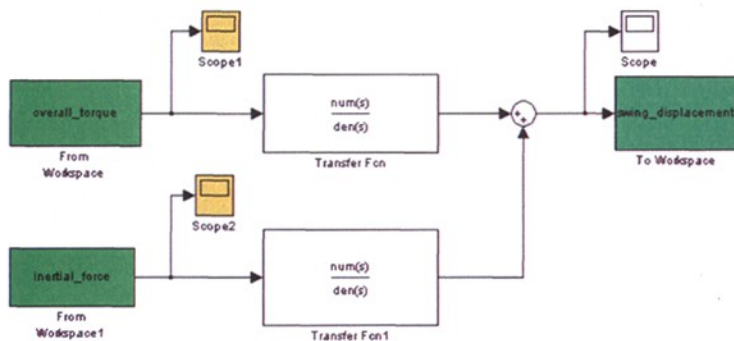 Scope1
Scope
overall_torque
num(s)
den(s)
swing_displacement
From
Workspace
Transfer Fcn
To Workspace
Scope2
inertial_force
num(s)
den(s)
From
Workspace1
Transfer Fcn1